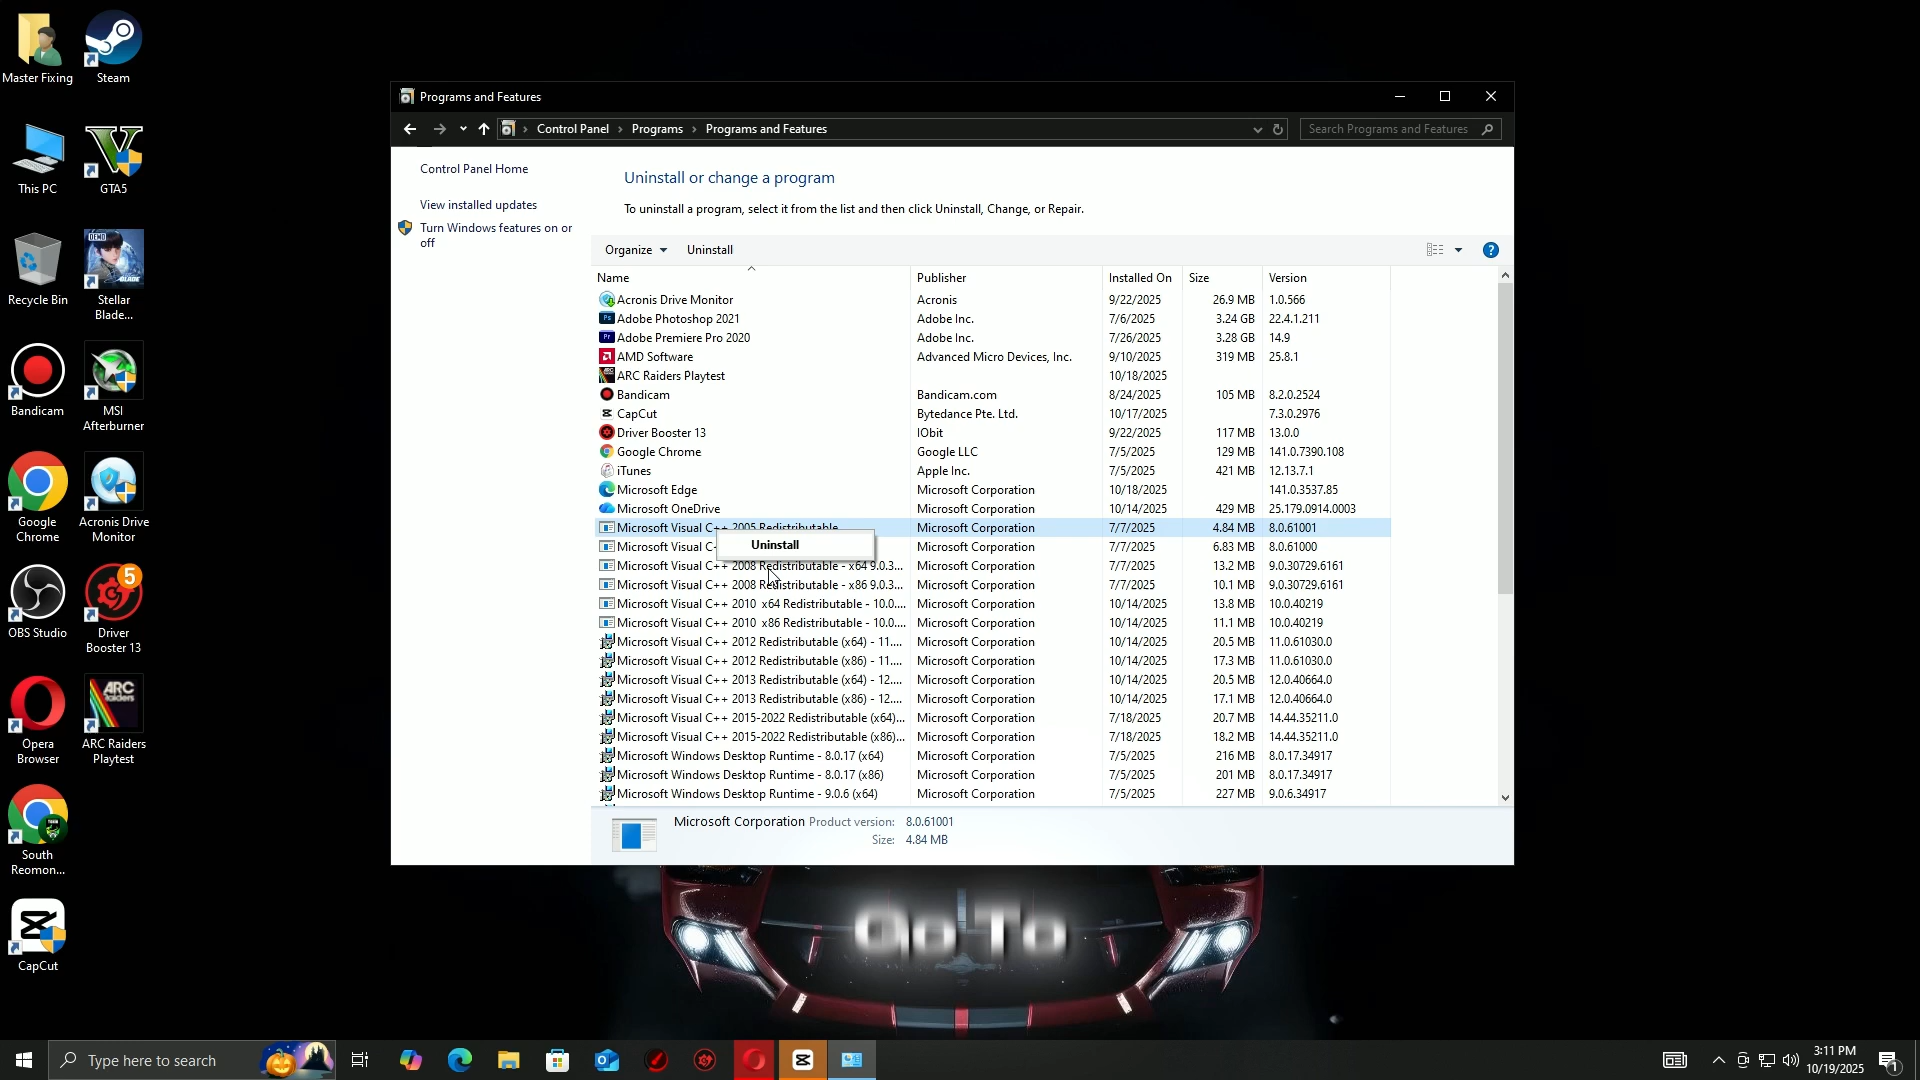 Master Fixing
Steam
This PC
GTA5
Recycle Bin
DEMO
Stellar
Blade...
Bandicam
MSI
Afterburner
Google
Chrome
Acronis Drive
Monitor
OBS Studio
5
Driver
Booster 13
Opera
Browser
ARC
Raiders
ARC Raiders
Playtest
South
Reomon...
CapCut
Programs and Features
Control Panel
Programs
Programs and Features
Search Programs and Features
Control Panel Home
View installed updates
Turn Windows features on or
off
Uninstall or change a program
To uninstall a program, select it from the list and then click Uninstall, Change, or Repair.
Organize Uninstall
Name Publisher Installed On Size Version
Acronis Drive Monitor Acronis 9/22/2025 26.9 MB 1.0.566
Adobe Photoshop 2021 Adobe Inc. 7/6/2025 3.24 GB 22.4.1.211
Adobe Premiere Pro 2020 Adobe Inc. 7/26/2025 3.28 GB 14.9
AMD Software Advanced Micro Devices, Inc. 9/10/2025 319 MB 25.8.1
ARC Raiders Playtest 10/18/2025
Bandicam Bandicam.com 8/24/2025 105 MB 8.2.0.2524
CapCut Bytedance Pte. Ltd. 10/17/2025 7.3.0.2976
Driver Booster 13 IObit 9/22/2025 117 MB 13.0.0
Google Chrome Google LLC 7/5/2025 129 MB 141.0.7390.108
iTunes Apple Inc. 7/5/2025 421 MB 12.13.7.1
Microsoft Edge Microsoft Corporation 10/18/2025 141.0.3537.85
Microsoft OneDrive Microsoft Corporation 10/14/2025 429 MB 25.179.0914.0003
Microsoft Visual C++ 2005 Redistributable Microsoft Corporation 7/7/2025 4.84 MB 8.0.61001
Uninstall
Microsoft Visual C Microsoft Corporation 7/7/2025 6.83 MB 8.0.61000
Microsoft Visual C++ 2008 Redistributable - x64 9.0.3... Microsoft Corporation 7/7/2025 13.2 MB 9.0.30729.6161
Microsoft Visual C++ 2008 Redistributable - x86 9.0.3... Microsoft Corporation 7/7/2025 10.1 MB 9.0.30729.6161
Microsoft Visual C++ 2010 x64 Redistributable - 10.0.... Microsoft Corporation 10/14/2025 13.8 MB 10.0.40219
Microsoft Visual C++ 2010 x86 Redistributable - 10.0.... Microsoft Corporation 10/14/2025 11.1 MB 10.0.40219
Microsoft Visual C++ 2012 Redistributable (x64) - 11.... Microsoft Corporation 10/14/2025 20.5 MB 11.0.61030.0
Microsoft Visual C++ 2012 Redistributable (x86) - 11.... Microsoft Corporation 10/14/2025 17.3 MB 11.0.61030.0
Microsoft Visual C++ 2013 Redistributable (x64) - 12.... Microsoft Corporation 10/14/2025 20.5 MB 12.0.40664.0
Microsoft Visual C++ 2013 Redistributable (x86) - 12.... Microsoft Corporation 10/14/2025 17.1 MB 12.0.40664.0
Microsoft Visual C++ 2015-2022 Redistributable (x64)... Microsoft Corporation 7/18/2025 20.7 MB 14.44.35211.0
Microsoft Visual C++ 2015-2022 Redistributable (x86)... Microsoft Corporation 7/18/2025 18.2 MB 14.44.35211.0
Microsoft Windows Desktop Runtime - 8.0.17 (x64) Microsoft Corporation 7/5/2025 216 MB 8.0.17.34917
Microsoft Windows Desktop Runtime - 8.0.17 (x86) Microsoft Corporation 7/5/2025 201 MB 8.0.17.34917
Microsoft Windows Desktop Runtime - 9.0.6 (x64) Microsoft Corporation 7/5/2025 227 MB 9.0.6.34917
Microsoft Corporation Product version: 8.0.61001
Size: 4.84 MB
Go To
Type here to search
3:11 PM
10/19/2025
1